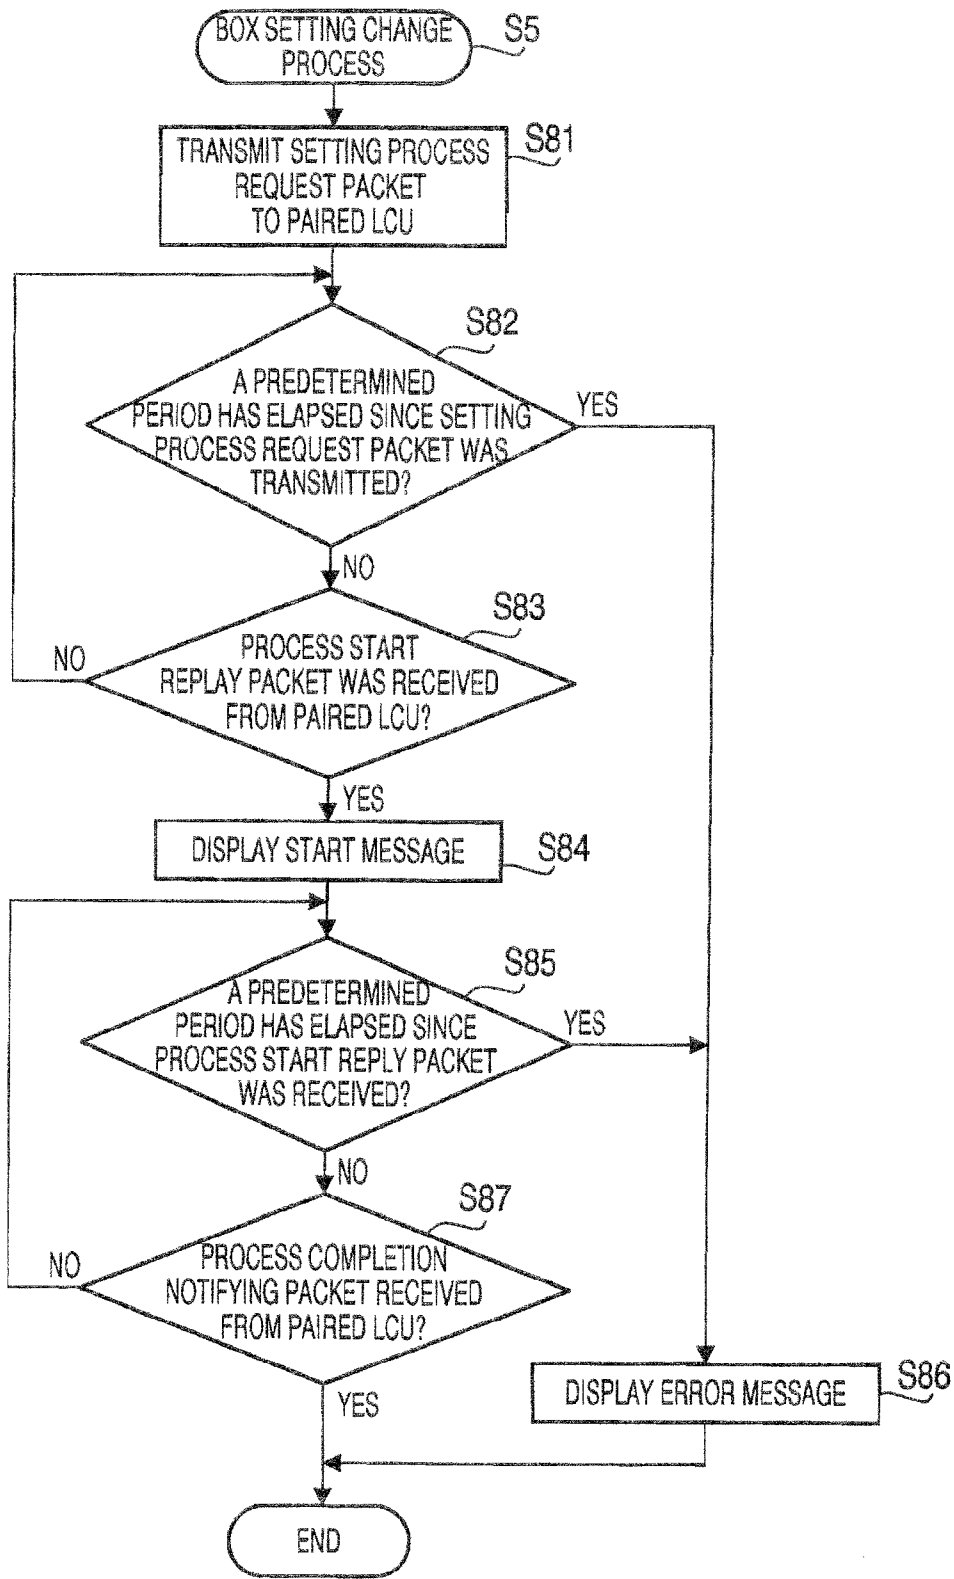 BOX SETTING CHANGE
PROCESS
S5
TRANSMIT SETTING PROCESS
REQUEST PACKET
TO PAIRED LCU
S81
S82
A PREDETERMINED
PERIOD HAS ELAPSED SINCE SETTING
PROCESS REQUEST PACKET WAS
TRANSMITTED?
YES
NO
S83
PROCESS START
REPLAY PACKET WAS RECEIVED
FROM PAIRED LCU?
NO
YES
DISPLAY START MESSAGE
S84
S85
A PREDETERMINED
PERIOD HAS ELAPSED SINCE
PROCESS START REPLY PACKET
WAS RECEIVED?
YES
NO
S87
PROCESS COMPLETION
NOTIFYING PACKET RECEIVED
FROM PAIRED LCU?
NO
YES
DISPLAY ERROR MESSAGE
S86
END